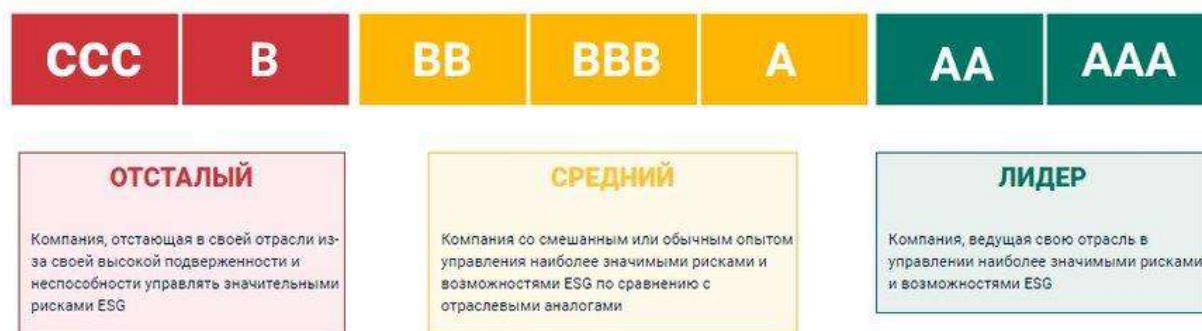 CCC B BB BBB A AA AAA
ОТСТАЛЫЙ
Компания, отстающая в своей отрасли из-
за своей высокой подверженности и
неспособности управлять значительными
рисками ESG
СРЕДНИЙ
Компания со смешанным или обычным опытом
управления наиболее значимыми рисками и
возможностями ESG по сравнению с
отраслевыми аналогами
ЛИДЕР
Компания, ведущая свою отрасль в
управлении наиболее значимыми рисками
и возможностями ESG